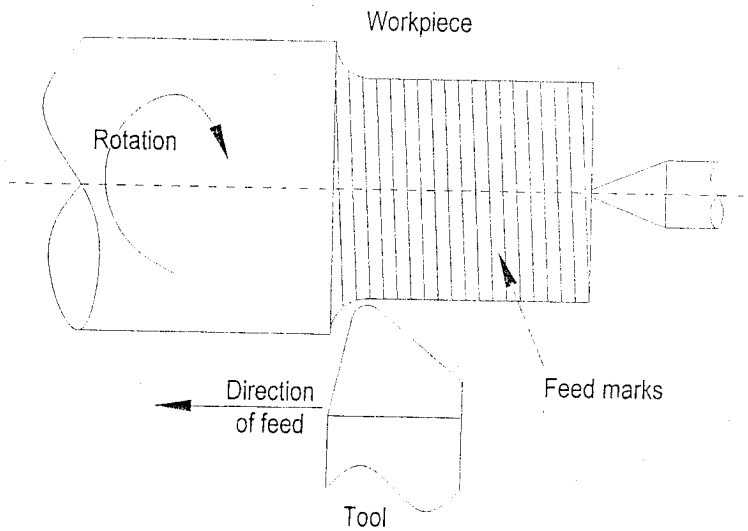 Workpiece
Rotation
Direction
of feed
Feed marks
Tool